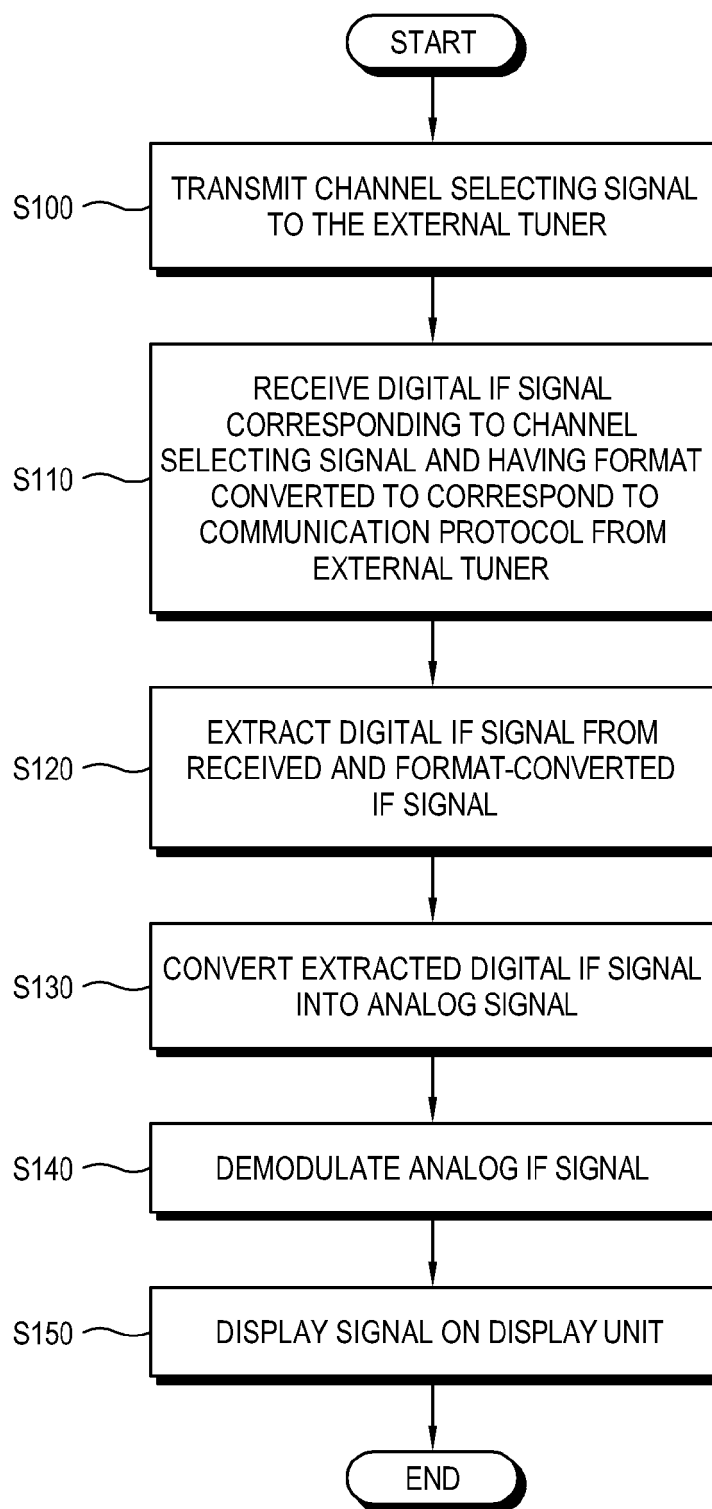 START
S100
TRANSMIT CHANNEL SELECTING SIGNAL
TO THE EXTERNAL TUNER
S110
RECEIVE DIGITAL IF SIGNAL
CORRESPONDING TO CHANNEL
SELECTING SIGNAL AND HAVING FORMAT
CONVERTED TO CORRESPOND TO
COMMUNICATION PROTOCOL FROM
EXTERNAL TUNER
S120
EXTRACT DIGITAL IF SIGNAL FROM
RECEIVED AND FORMAT-CONVERTED
IF SIGNAL
S130
CONVERT EXTRACTED DIGITAL IF SIGNAL
INTO ANALOG SIGNAL
S140
DEMODULATE ANALOG IF SIGNAL
S150
DISPLAY SIGNAL ON DISPLAY UNIT
END